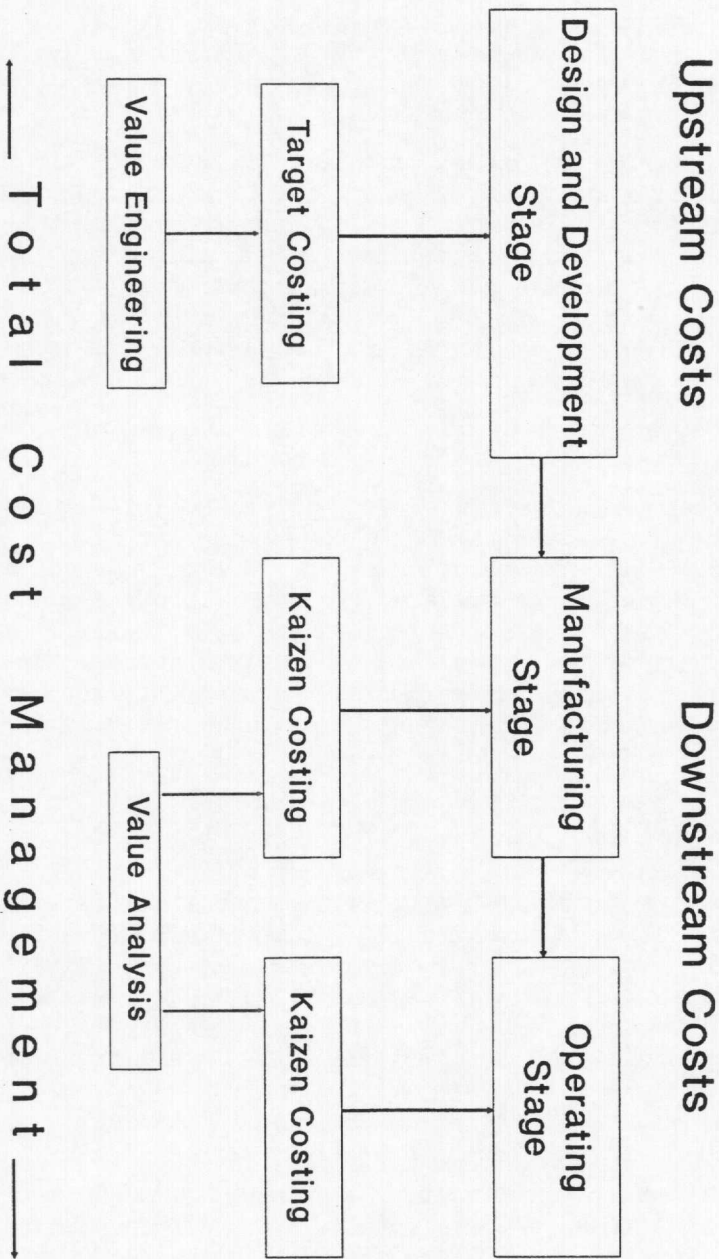 Upstream Costs
Downstream Costs
Design and Development
Stage
Manufacturing
Stage
Operating
Stage
Target Costing
Kaizen Costing
Kaizen Costing
Value Engineering
Value Analysis
Total Cost Management